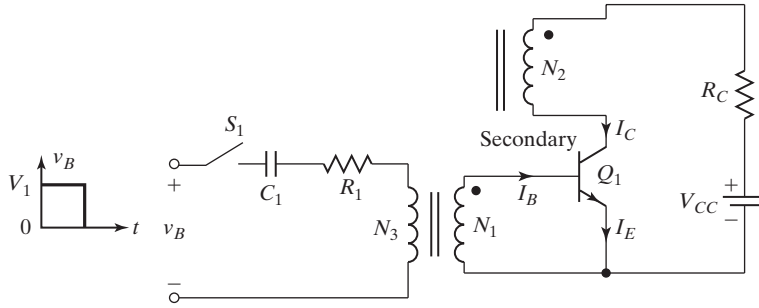 N2
RC
IC
Secondary
S1
vB
V1
0
t
+
vB
−
C1
R1
N3
N1
IB
Q1
IE
VCC
+
−